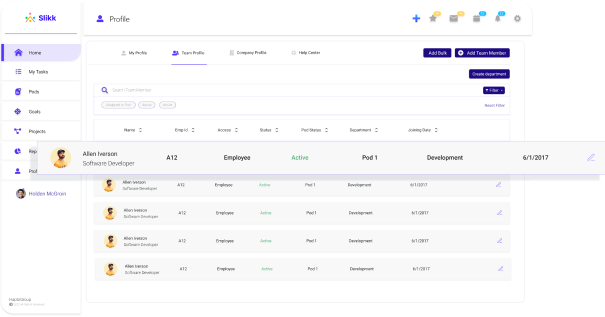 Slikk
Profile
Home
My Tasks
Pods
Goals
Projects
Rep
Prof
Holden McGroin
HapziGroup
My Profile
Team Profile
Company Profile
Help Center
Add Bulk
Add Team Member
Create department
Filter
Reset Filter
Name
Emp Id
Access
Status
Pod Status
Department
Joining Date
Allen Iverson
Software Developer
A12
Employee
Active
Pod 1
Development
6/1/2017
Allen Iverson
Software Developer
A12
Employee
Active
Pod 1
Development
6/1/2017
Allen Iverson
Software Developer
A12
Employee
Active
Pod 1
Development
6/1/2017
Allen Iverson
Software Developer
A12
Employee
Active
Pod 1
Development
6/1/2017
Allen Iverson
Software Developer
A12
Employee
Active
Pod 1
Development
6/1/2017